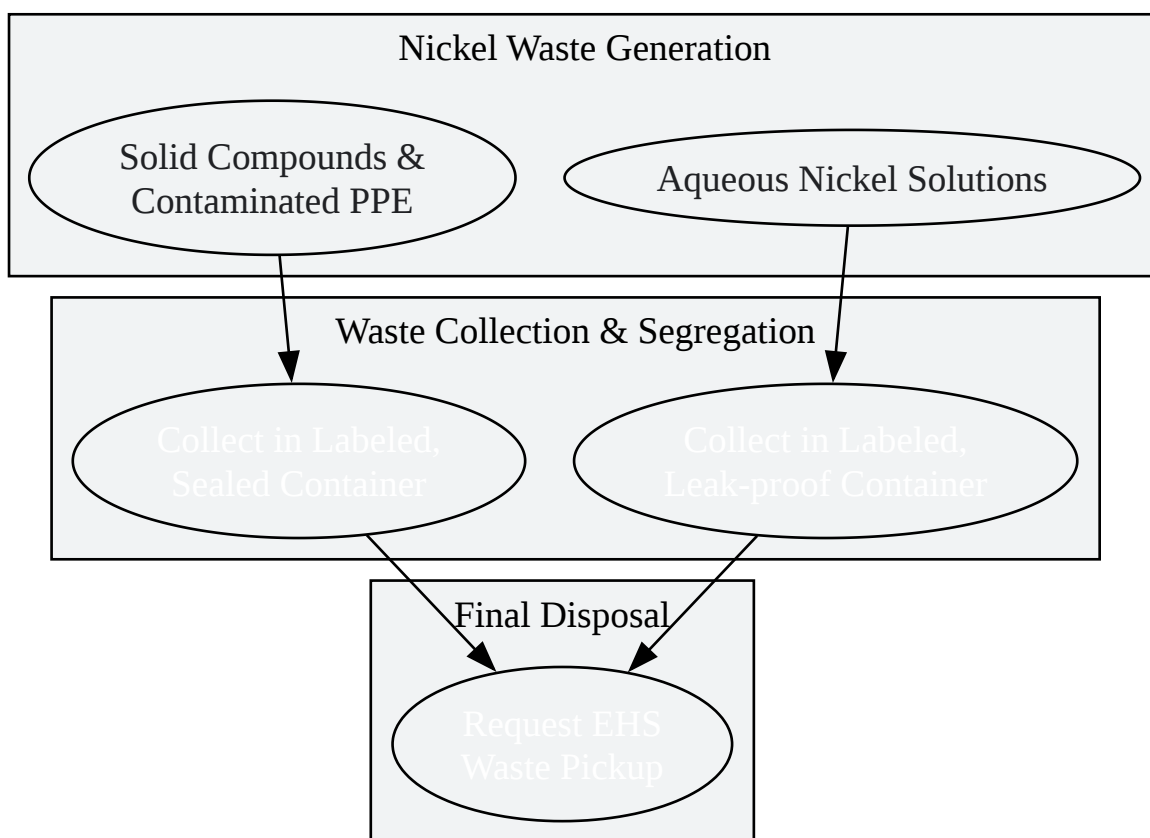 Nickel Waste Generation
Solid Compounds &
Contaminated PPE
Aqueous Nickel Solutions
Waste Collection & Segregation
Collect in Labeled,
Sealed Container
Collect in Labeled,
Leak-proof Container
Final Disposal
Request EHS
Waste Pickup